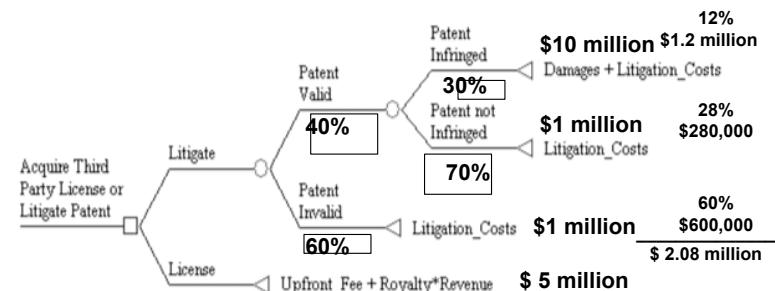 12%
Patent
Infringed
$10 million
$1.2 million
Damages + Litigation_Costs
30%
Patent
Valid
40%
Patent not
Infringed
$1 million
Litigation_Costs
28%
$280,000
70%
Litigate
Acquire Third
Party License or
Litigate Patent
Patent
Invalid
60%
Litigation_Costs
$1 million
60%
$600,000
$ 2.08 million
License
Upfront_Fee + Royalty*Revenue
$ 5 million